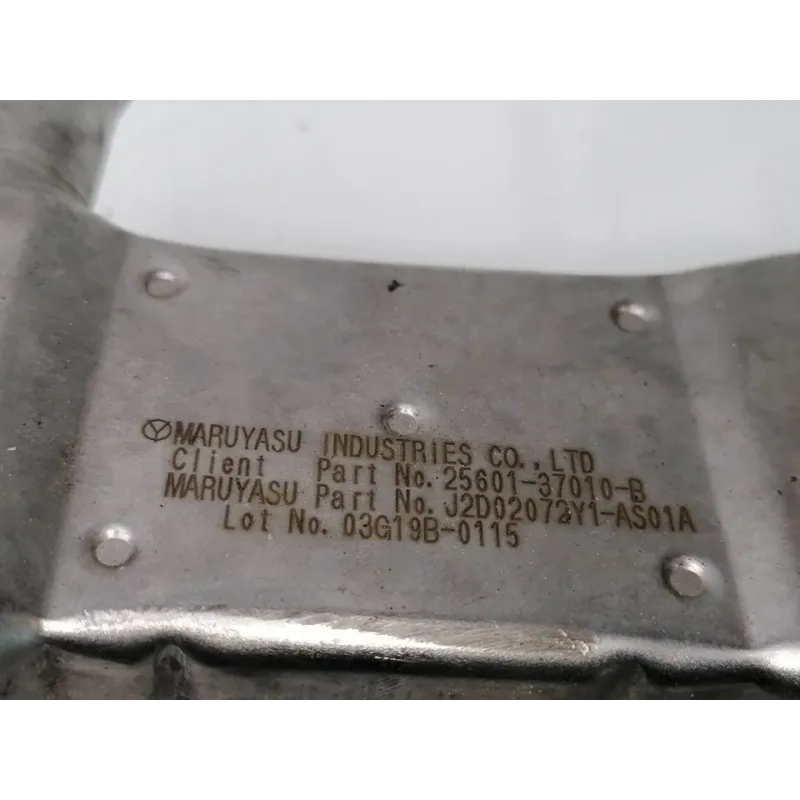 MARUYASU INDUSTRIES CO.,LTD
Client Part No. 25601-37010-B
MARUYASU Part No. J2D02072Y1-AS01A
Lot No. 03G19B-0115